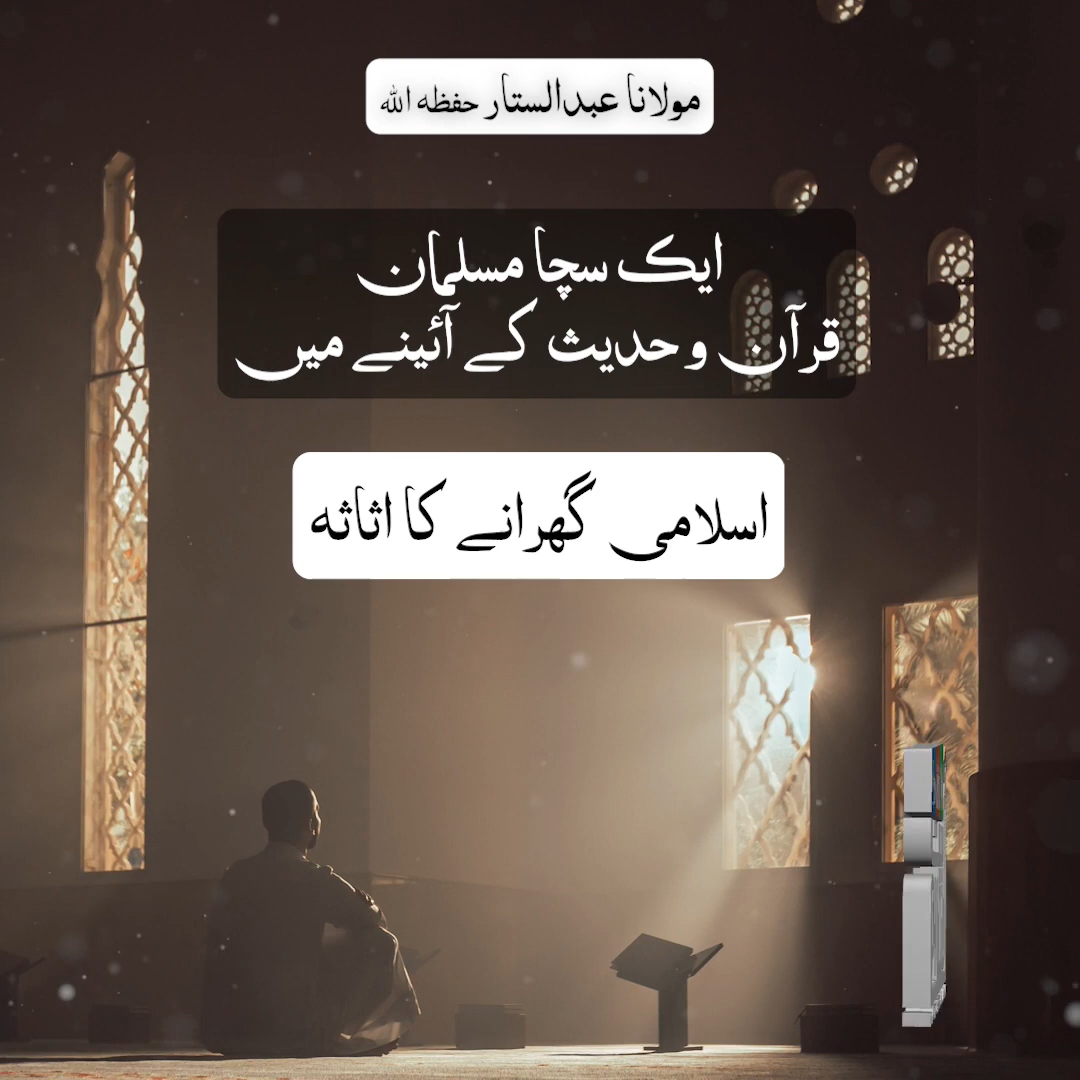 مولانا عبدالستار حفظہ اللہ
ایک سچا مسلمان
قرآن و حدیث کے آئینے میں
اسلامی گھرانے کا اثاثہ